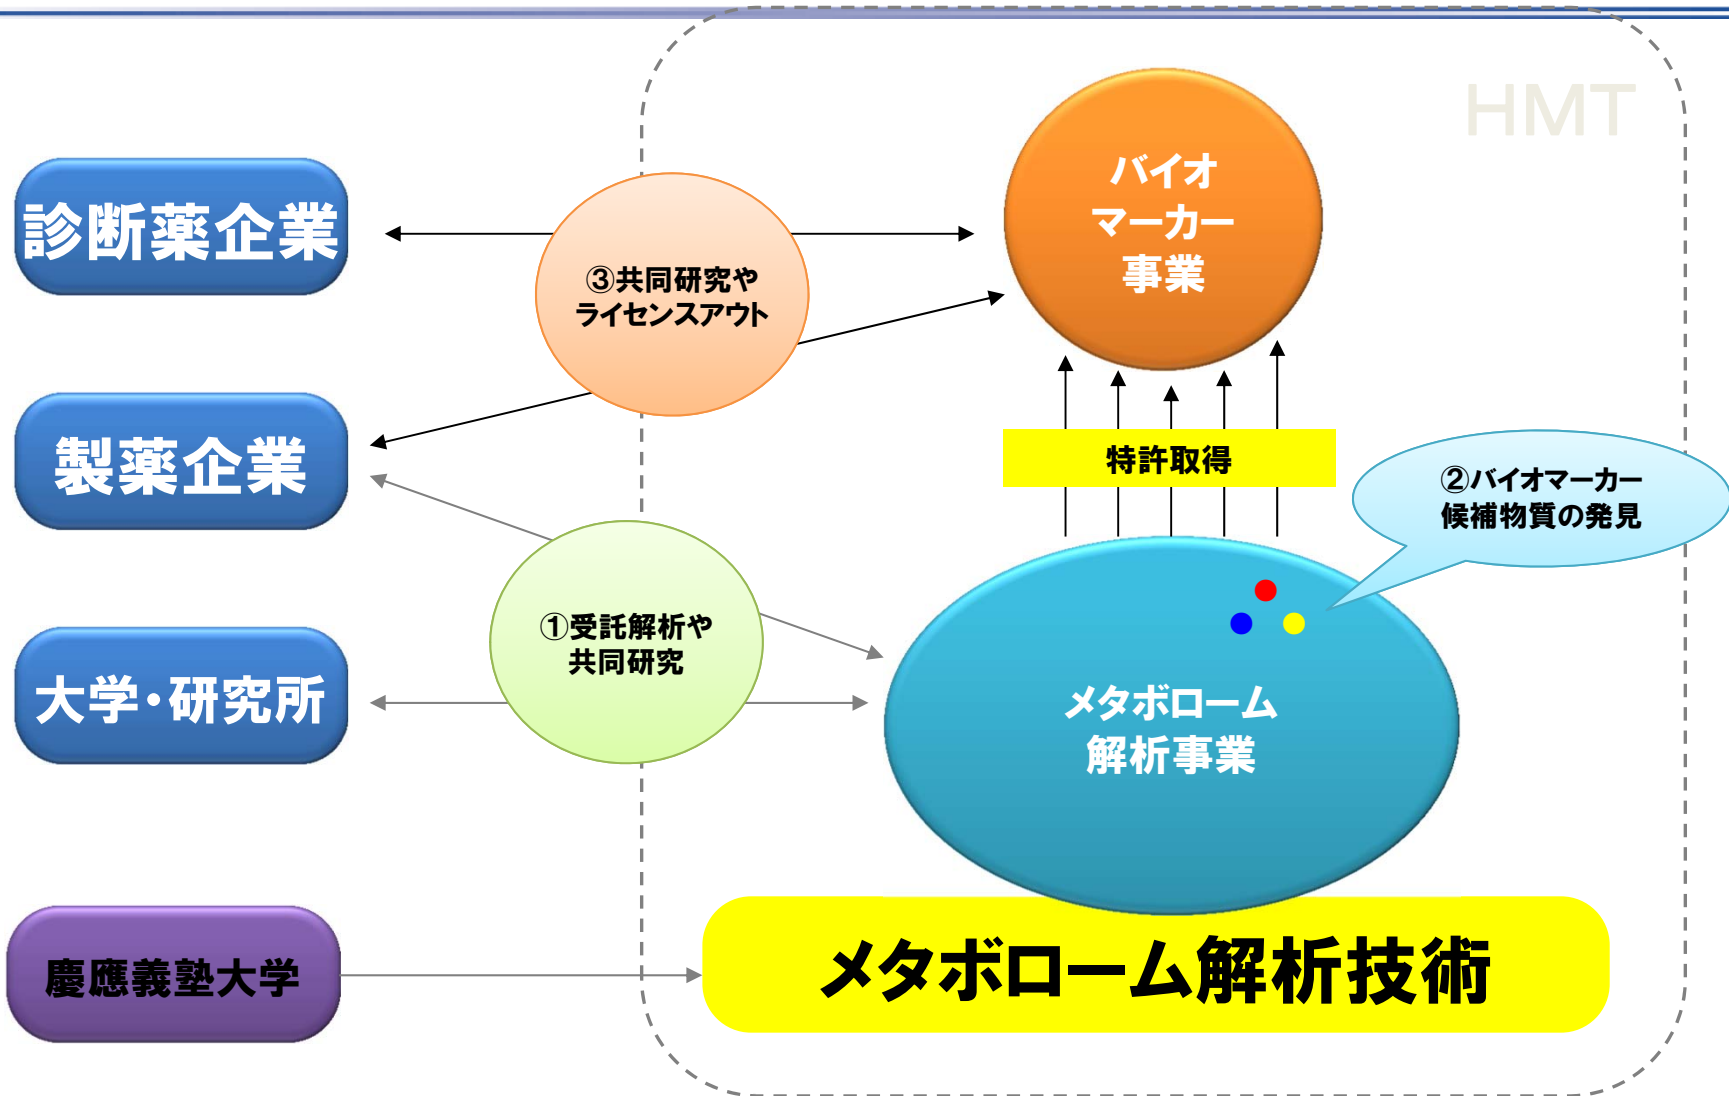 HMT
診断薬企業
③共同研究や
ライセンスアウト
バイオ
マーカー
事業
製薬企業
特許取得
②バイオマーカー
候補物質の発見
①受託解析や
共同研究
大学・研究所
メタボローム
解析事業
慶應義塾大学
メタボローム解析技術